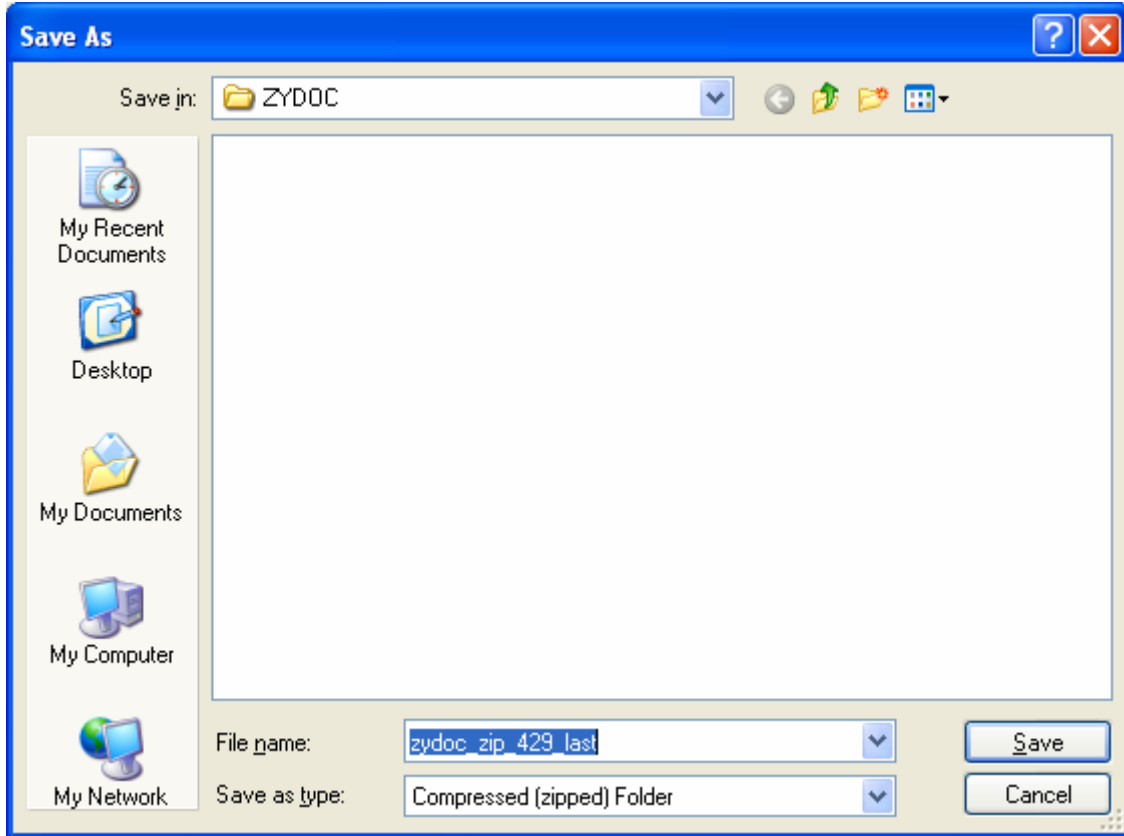 Save As
Save in:
ZYDOC
My Recent
Documents
Desktop
My Documents
My Computer
My Network
File name:
zydoc_zip_429_last
Save
Save as type:
Compressed (zipped) Folder
Cancel